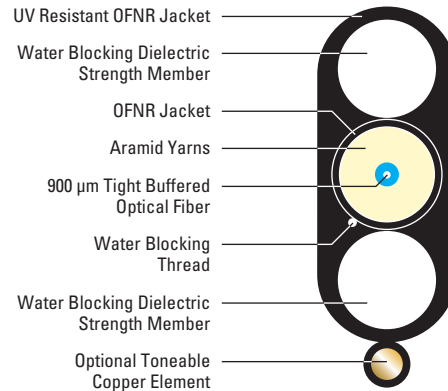 UV Resistant OFNR Jacket
Water Blocking Dielectric
Strength Member
OFNR Jacket
Aramid Yarns
900 µm Tight Buffered
Optical Fiber
Water Blocking
Thread
Water Blocking Dielectric
Strength Member
Optional Toneable
Copper Element